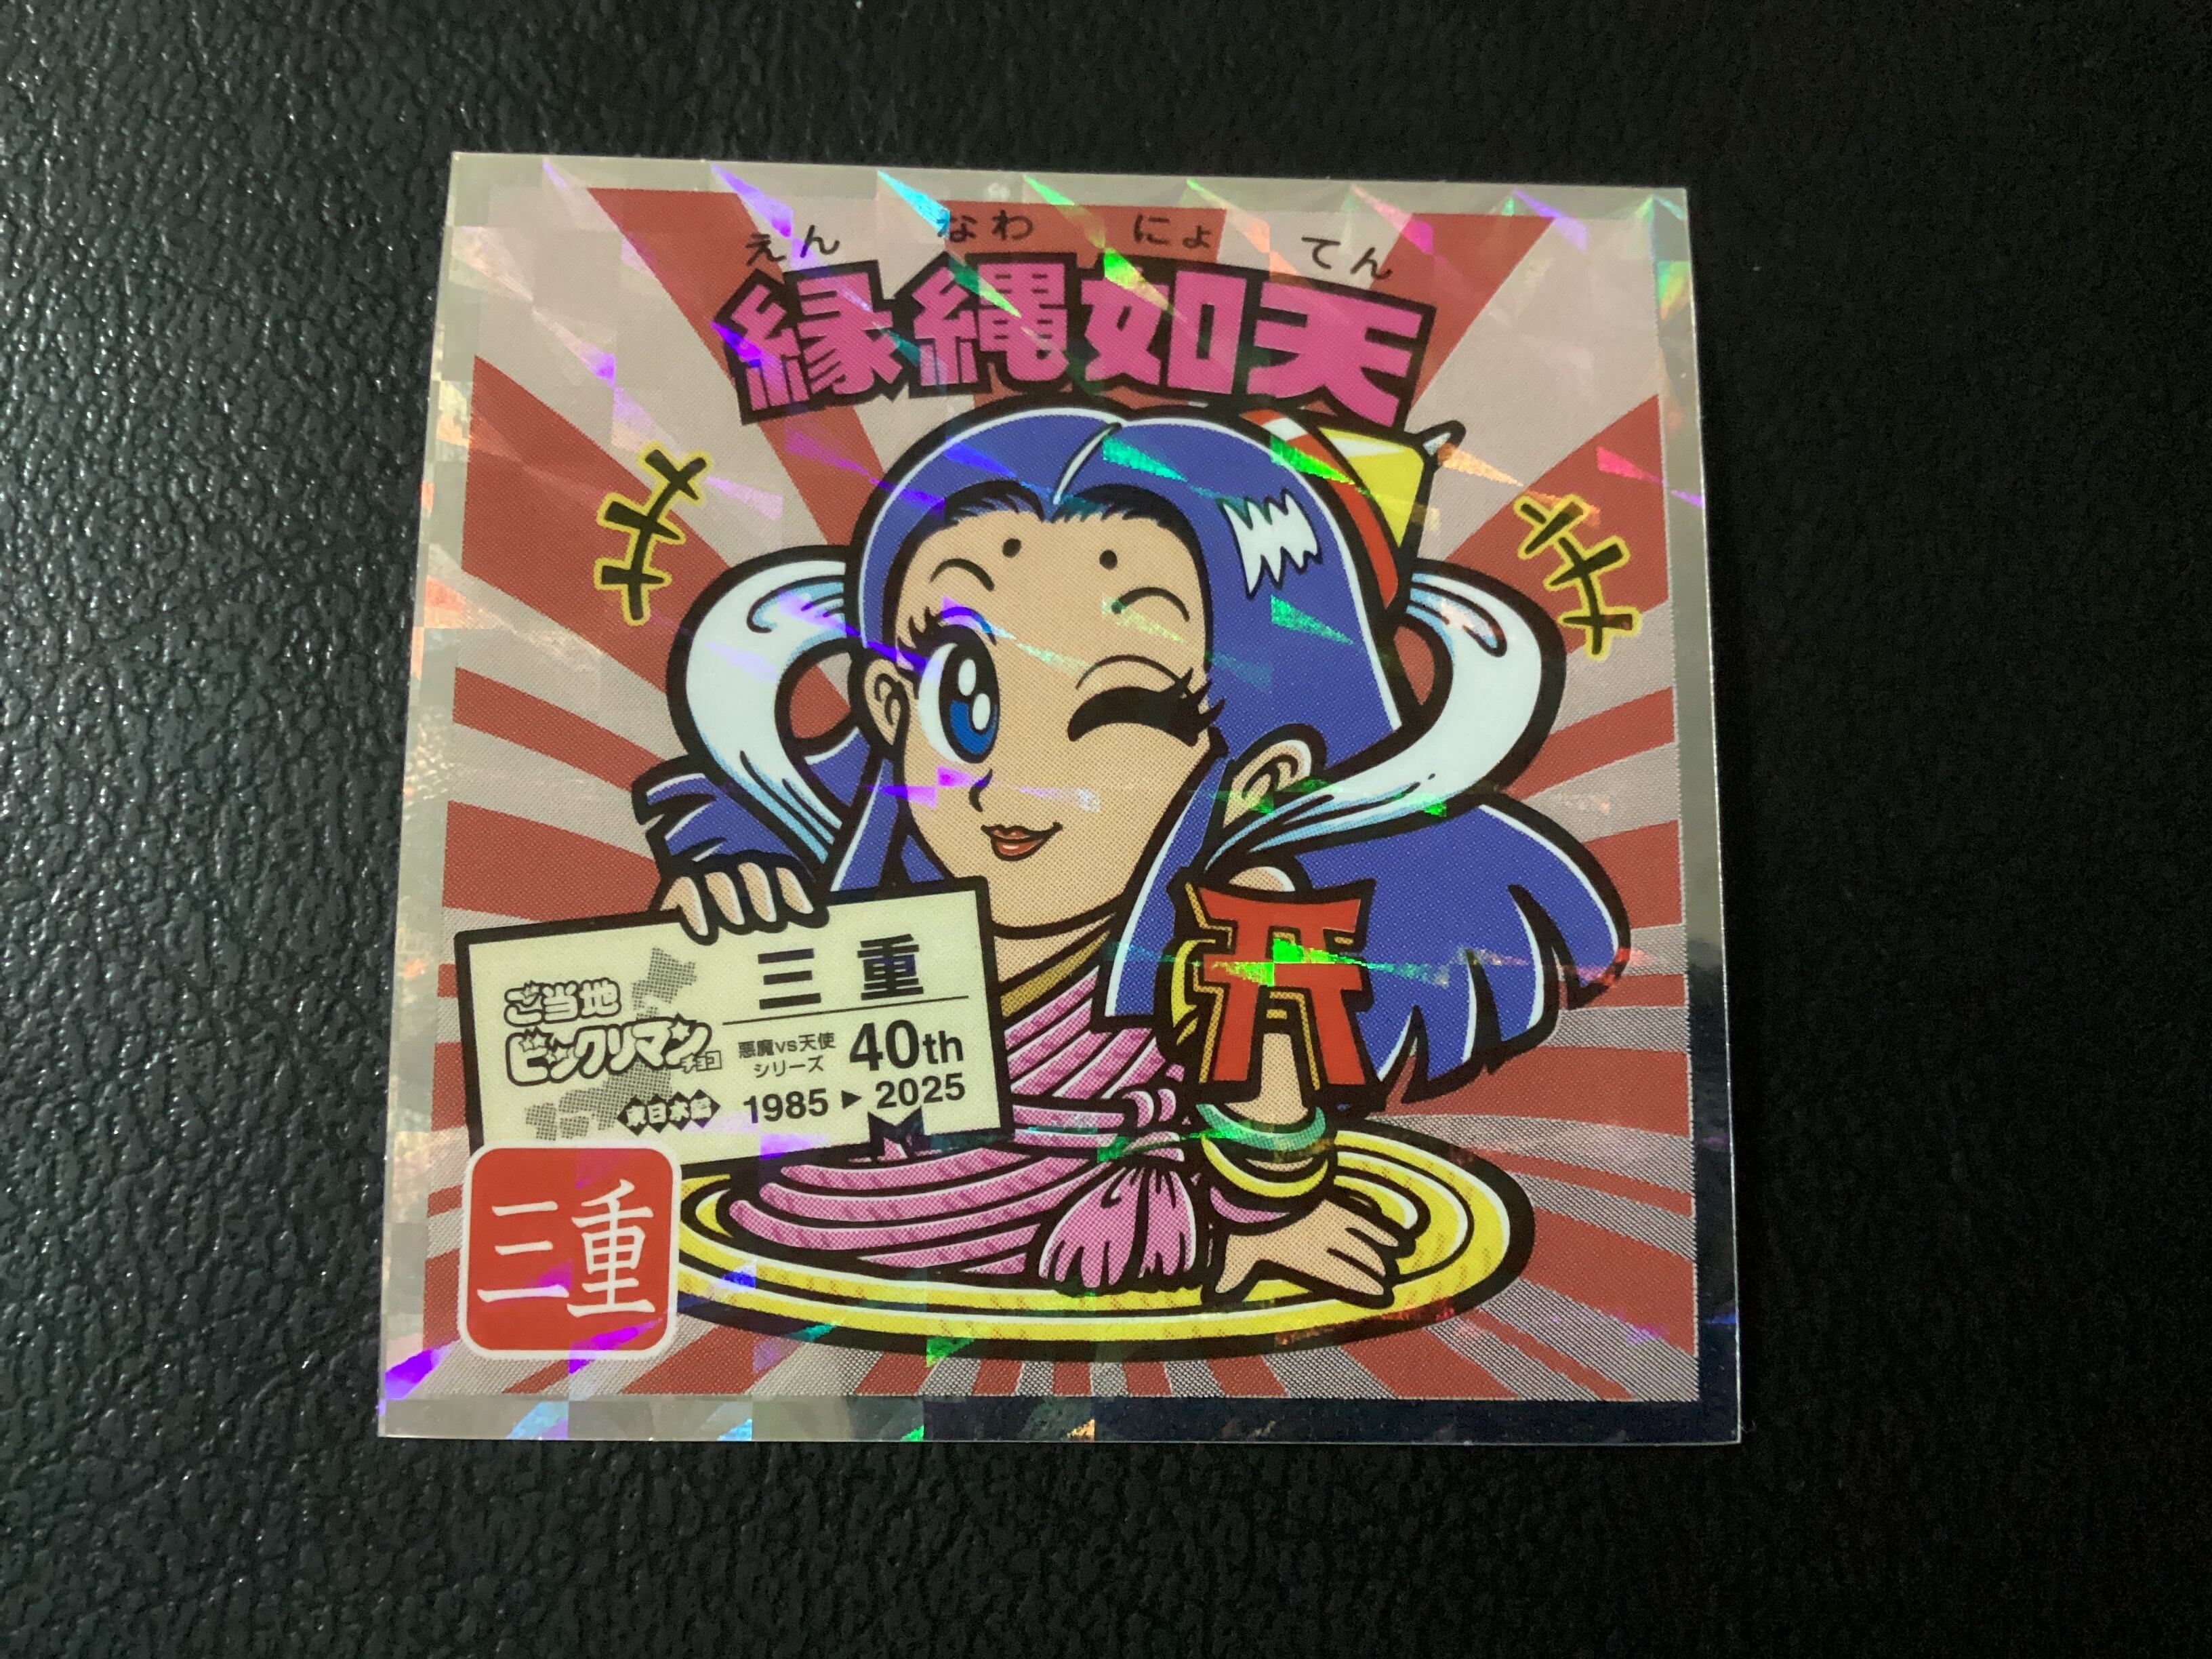 えん なわ にょ てん
縁縄如天
三重
ご当地
ビックリマン
チョコ
東日本編
悪魔vs天使
シリーズ
40th
1985▶2025
三重